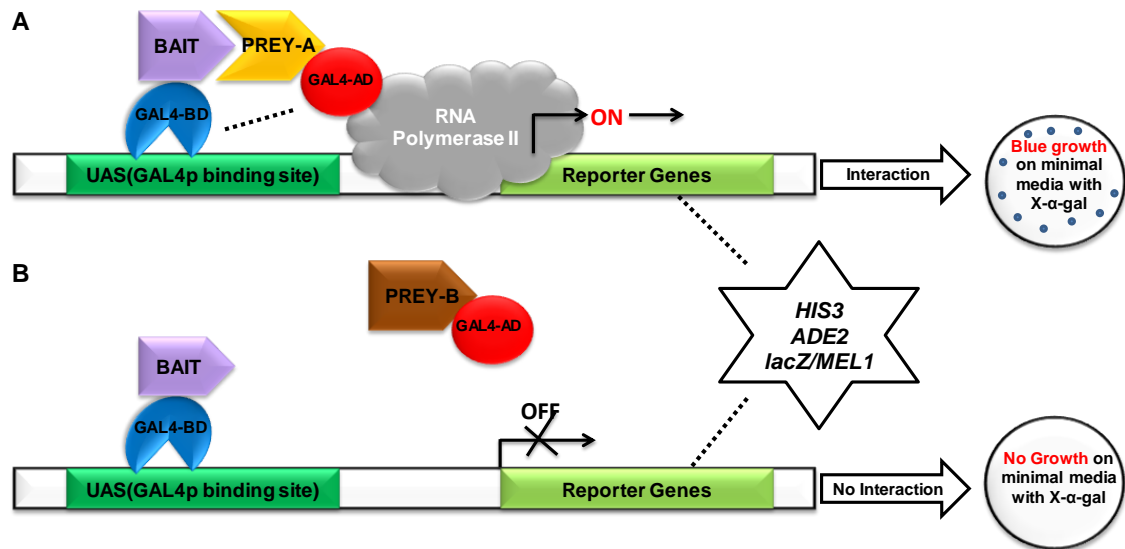 A
BAIT
PREY-A
GAL4-AD
GAL4-BD
RNA
Polymerase II
ON
UAS(GAL4p binding site)
Reporter Genes
Interaction
Blue growth
on minimal
media with
X-α-gal
B
PREY-B
GAL4-AD
HIS3
ADE2
lacZ/MEL1
BAIT
GAL4-BD
OFF
UAS(GAL4p binding site)
Reporter Genes
No Interaction
No Growth on
minimal media
with X-α-gal